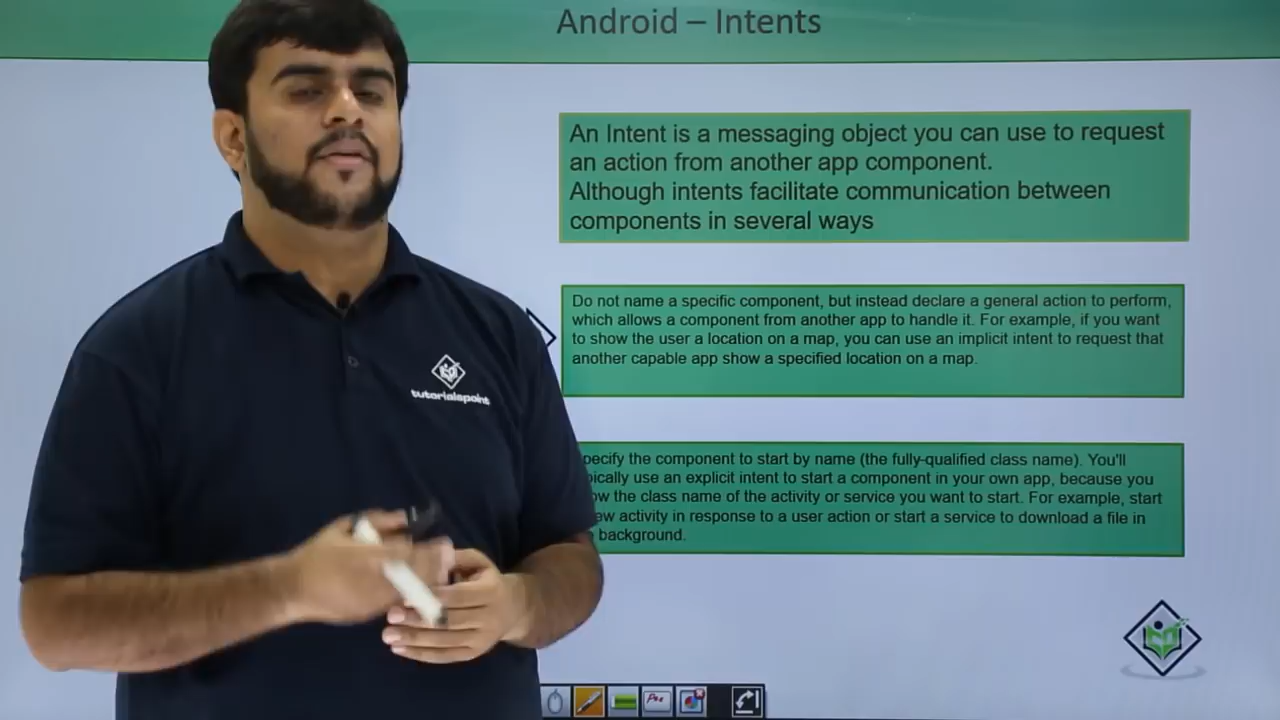 Android – Intents
An Intent is a messaging object you can use to request
an action from another app component.
Although intents facilitate communication between
components in several ways
Do not name a specific component, but instead declare a general action to perform,
which allows a component from another app to handle it. For example, if you want
to show the user a location on a map, you can use an implicit intent to request that
another capable app show a specified location on a map.
the component to start by name (the fully-qualified class name). You'll
use an explicit intent to start a component in your own app, because you
the class name of the activity or service you want to start. For example, start
activity in response to a user action or start a service to download a file in
background.
tutorialspoint